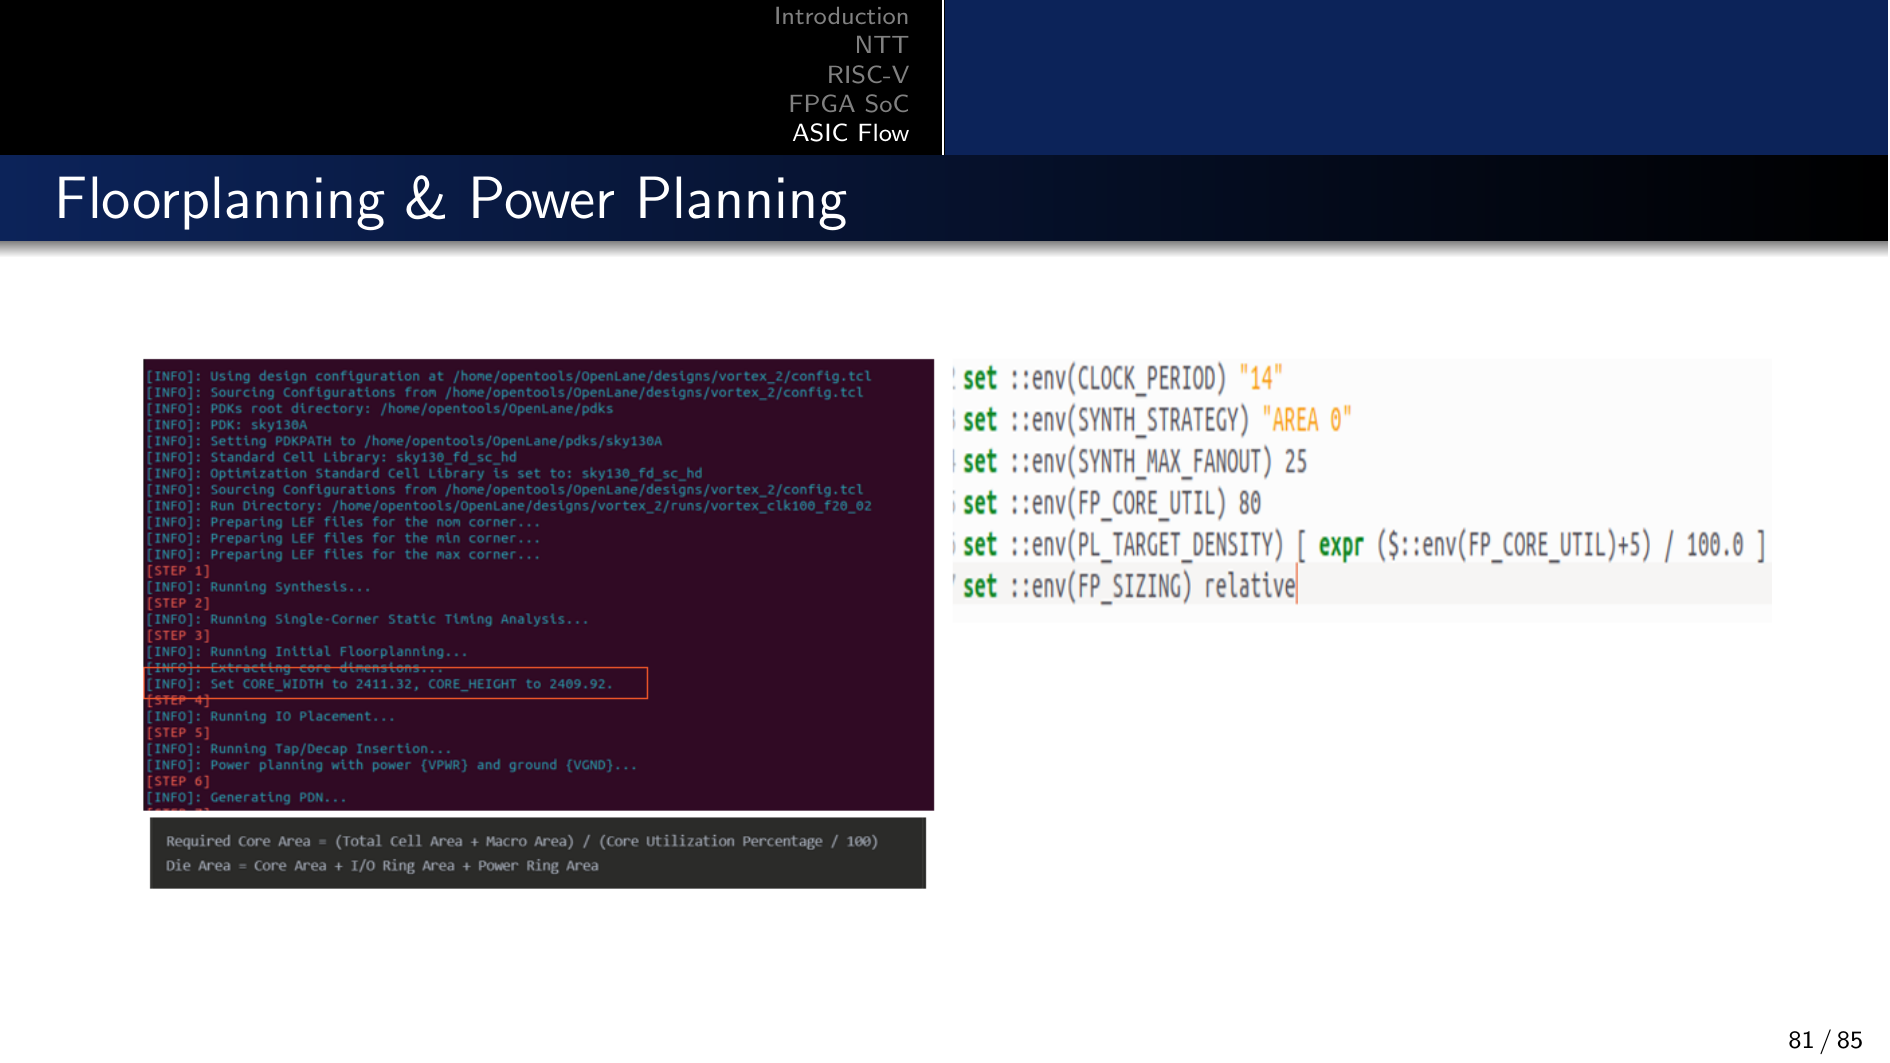 Introduction
NTT
RISC-V
FPGA SoC
ASIC Flow
Floorplanning & Power Planning
[INFO]: Using design configuration at /home/opentools/OpenLane/designs/vortex_2/config.tcl
[INFO]: Sourcing Configurations from /home/opentools/OpenLane/designs/vortex_2/config.tcl
[INFO]: PDKs root directory: /home/opentools/OpenLane/pdks
[INFO]: PDK: sky130A
[INFO]: Setting PDKPATH to /home/opentools/OpenLane/pdks/sky130A
[INFO]: Standard Cell Library: sky130_fd_sc_hd
[INFO]: Optimization Standard Cell Library is set to: sky130_fd_sc_hd
[INFO]: Sourcing Configurations from /home/opentools/OpenLane/designs/vortex_2/config.tcl
[INFO]: Run Directory: /home/opentools/OpenLane/designs/vortex_2/runs/vortex_clk100_f20_02
[INFO]: Preparing LEF files for the nom corner...
[INFO]: Preparing LEF files for the min corner...
[INFO]: Preparing LEF files for the max corner...
[STEP 1]
[INFO]: Running Synthesis...
[STEP 2]
[INFO]: Running Single-Corner Static Timing Analysis...
[STEP 3]
[INFO]: Running Initial Floorplanning...
[INFO]: Extracting core dimensions...
[INFO]: Set CORE_WIDTH to 2411.32, CORE_HEIGHT to 2409.92.
[STEP 4]
[INFO]: Running IO Placement...
[STEP 5]
[INFO]: Running Tap/Decap Insertion...
[INFO]: Power planning with power {VPWR} and ground {VGND}...
[STEP 6]
[INFO]: Generating PDN...
Required Core Area = (Total Cell Area + Macro Area) / (Core Utilization Percentage / 100)
Die Area = Core Area + I/O Ring Area + Power Ring Area
set ::env(CLOCK_PERIOD) "14"
set ::env(SYNTH_STRATEGY) "AREA 0"
set ::env(SYNTH_MAX_FANOUT) 25
set ::env(FP_CORE_UTIL) 80
set ::env(PL_TARGET_DENSITY) [ expr ($::env(FP_CORE_UTIL)+5) / 100.0 ]
set ::env(FP_SIZING) relative
81 / 85